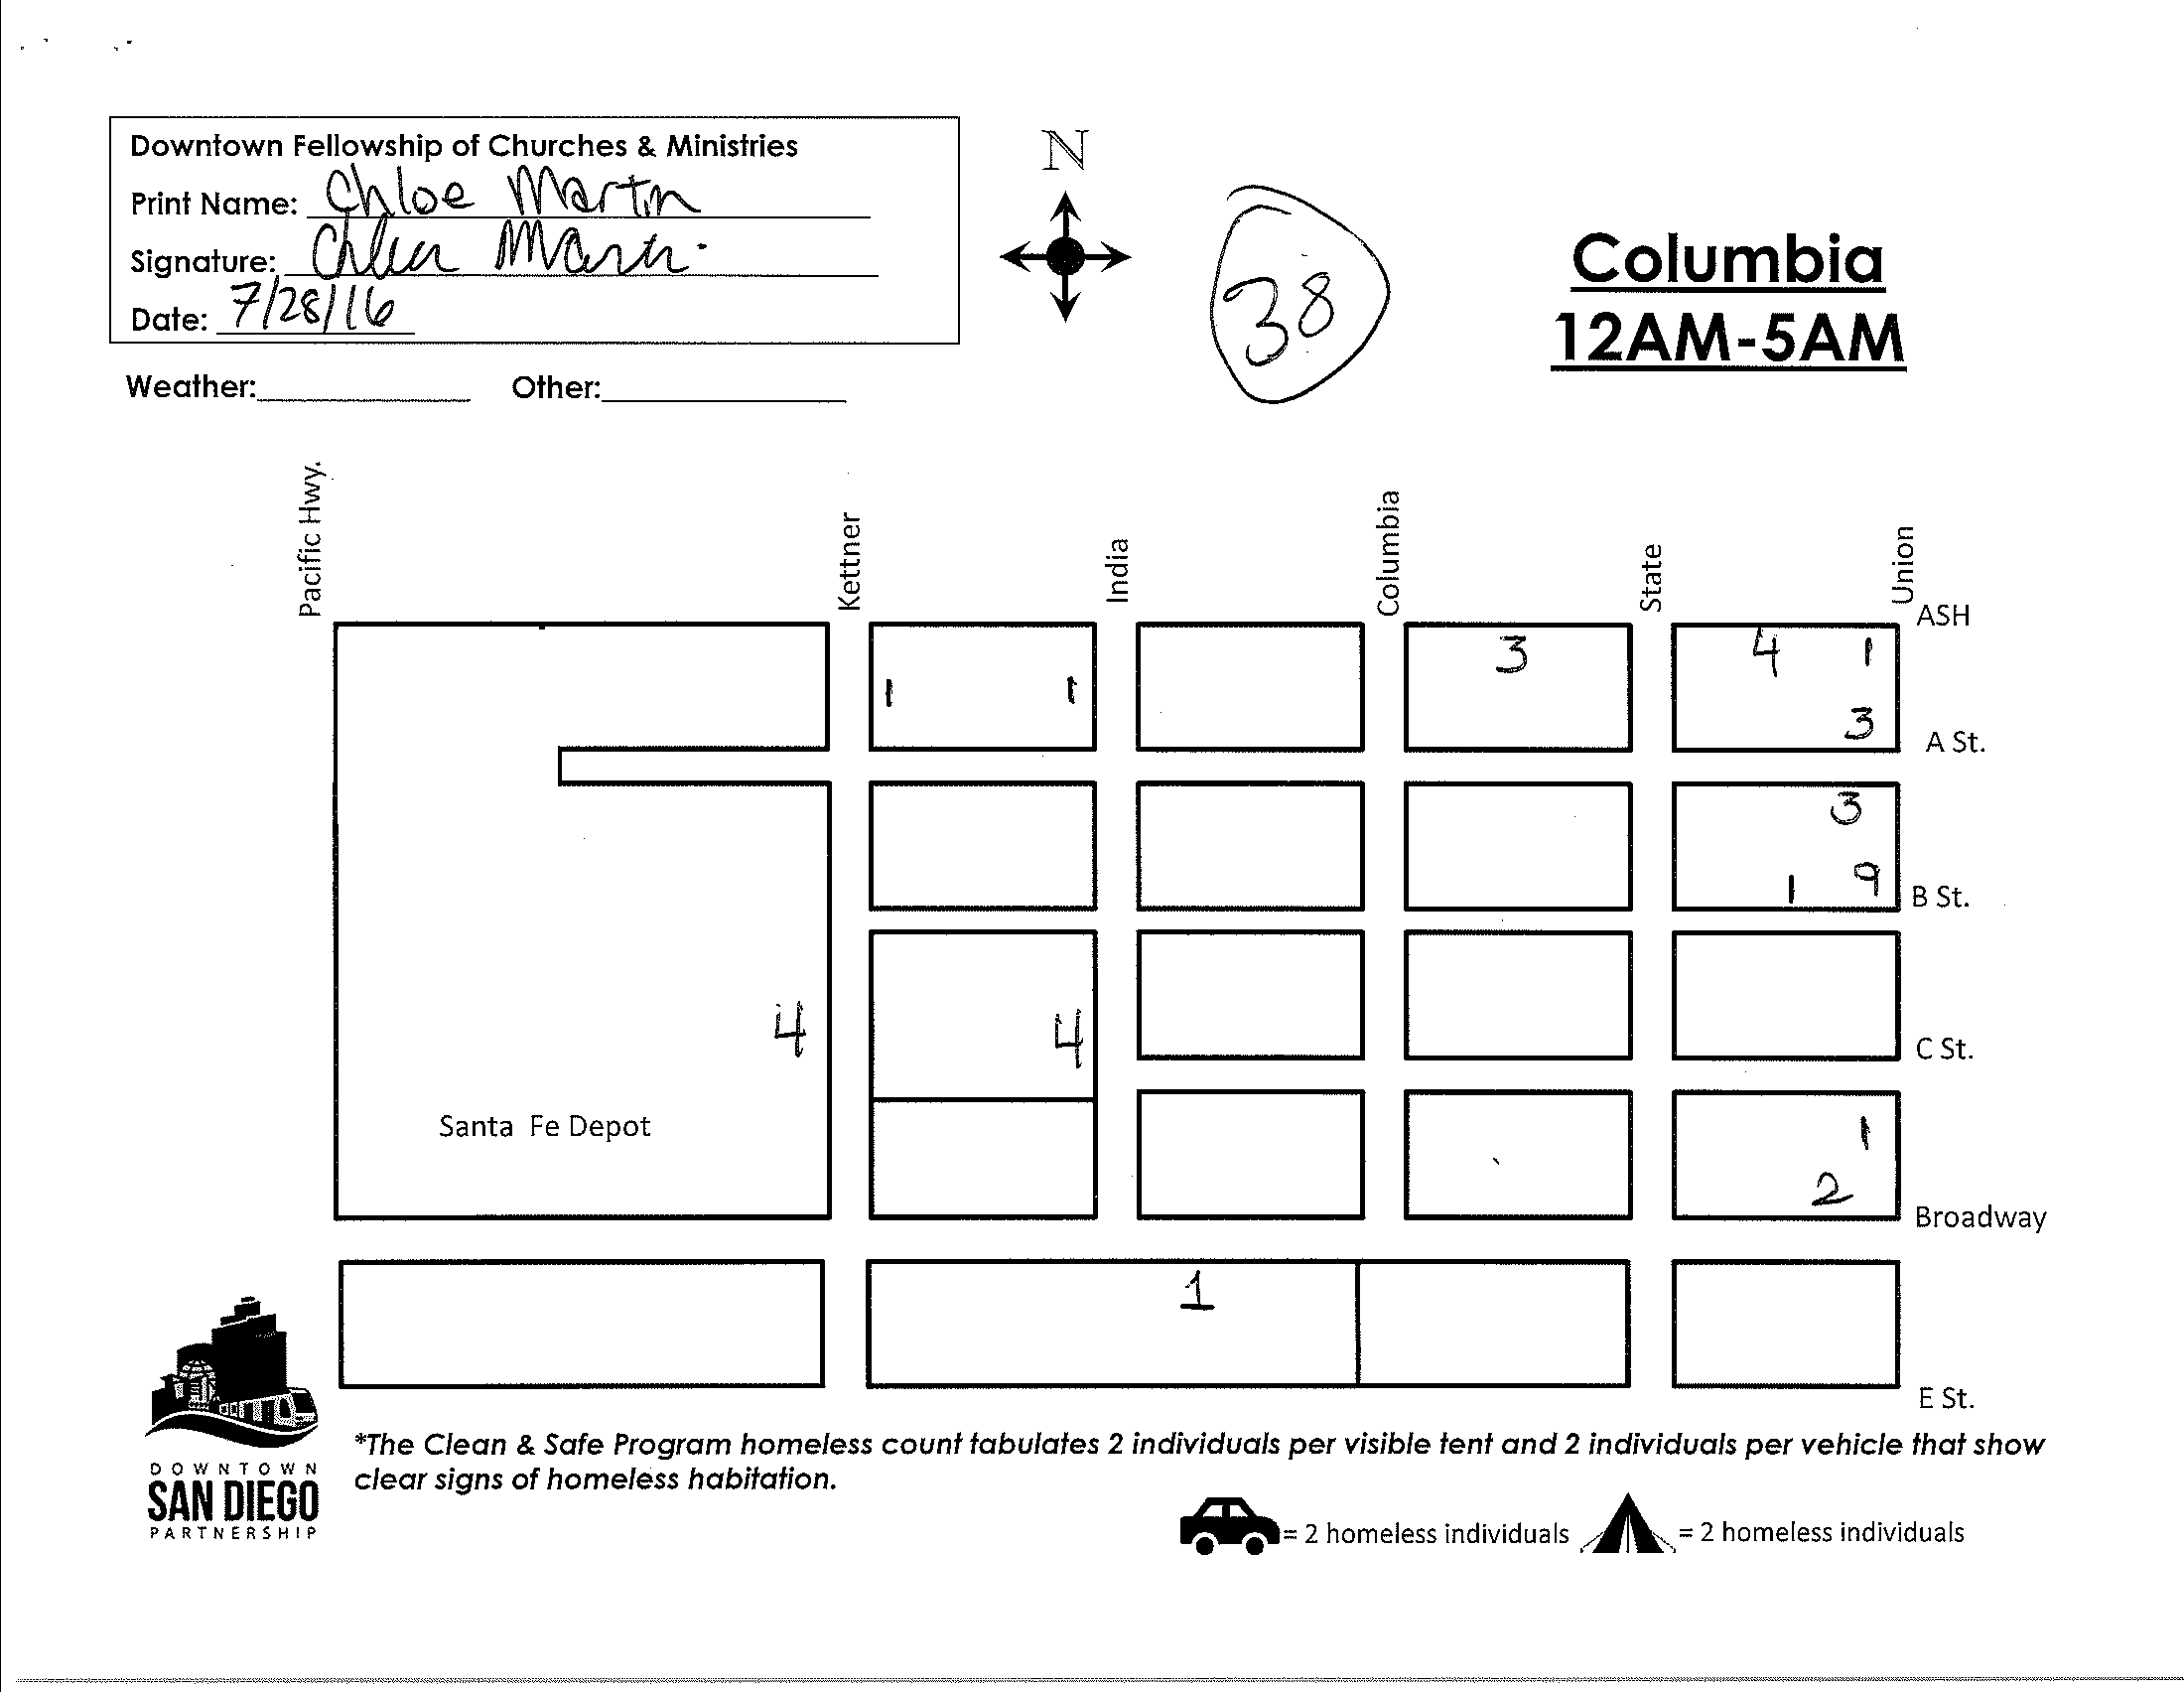 Downtown Fellowship of Churches & Ministries
Print Name: Chloe Martin
Signature: Chloe Martin
Date: 7/28/16
Weather:
Other:
N
38
Columbia
12AM-5AM
Pacific Hwy.
Kettner
India
Columbia
State
Union
ASH
1 1 3 4 1
3
A St.
3
1 9
B St.
4 4
C St.
Santa Fe Depot
1
2
Broadway
1
E St.
*The Clean & Safe Program homeless count tabulates 2 individuals per visible tent and 2 individuals per vehicle that show
clear signs of homeless habitation.
DOWNTOWN
SAN DIEGO
PARTNERSHIP
= 2 homeless individuals
= 2 homeless individuals